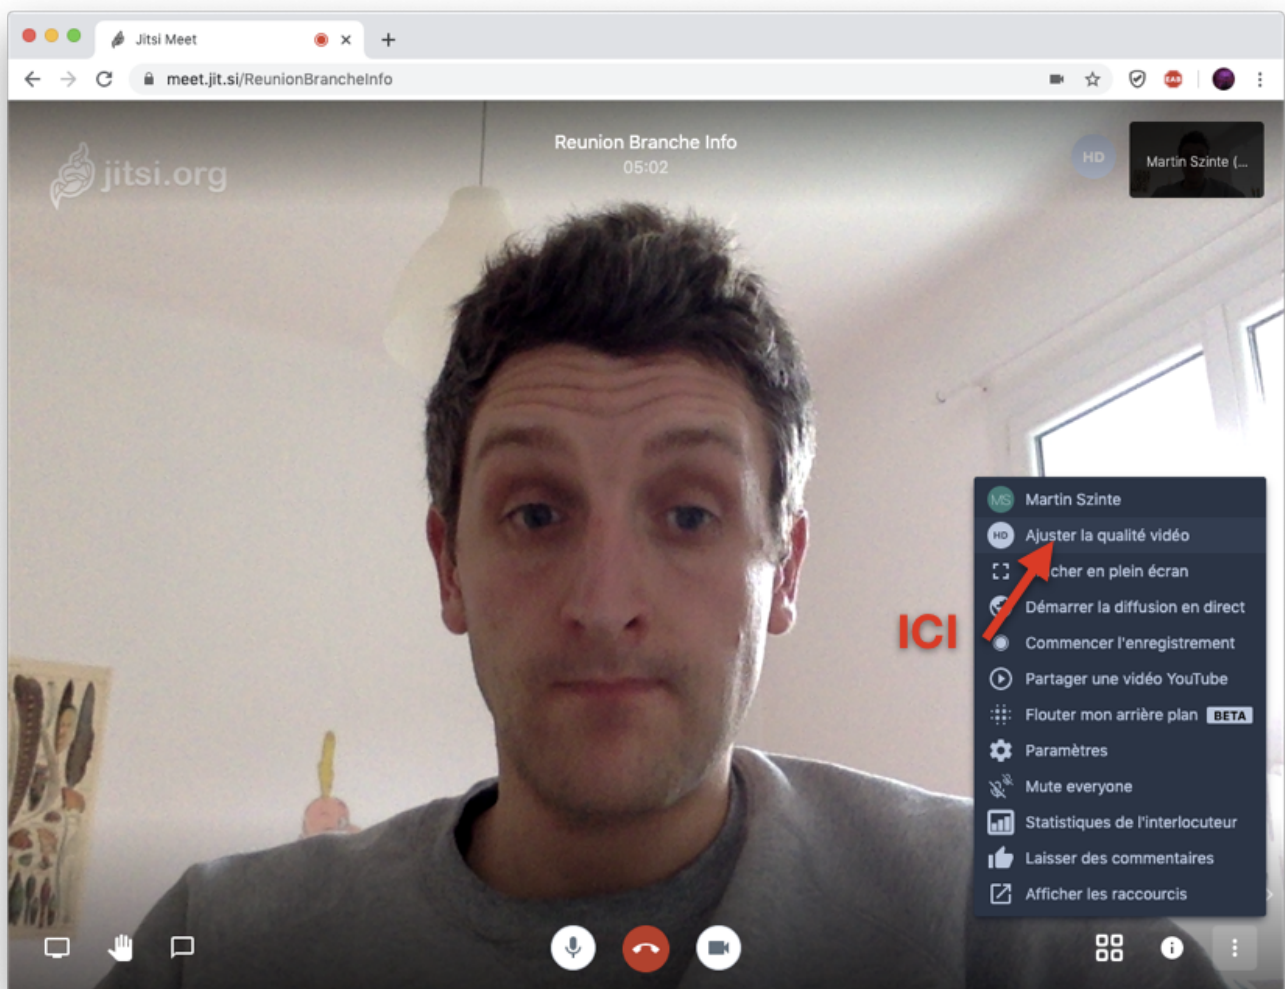 Jitsi Meet
meet.jit.si/ReunionBrancheInfo
EAB
jitsi.org
Reunion Branche Info
05:02
HD
Martin Szinte (...
MS Martin Szinte
HD Ajuster la qualité vidéo
cher en plein écran
Démarrer la diffusion en direct
ICI
Commencer l'enregistrement
Partager une vidéo YouTube
Flouter mon arrière plan BETA
Paramètres
Mute everyone
Statistiques de l'interlocuteur
Laisser des commentaires
Afficher les raccourcis